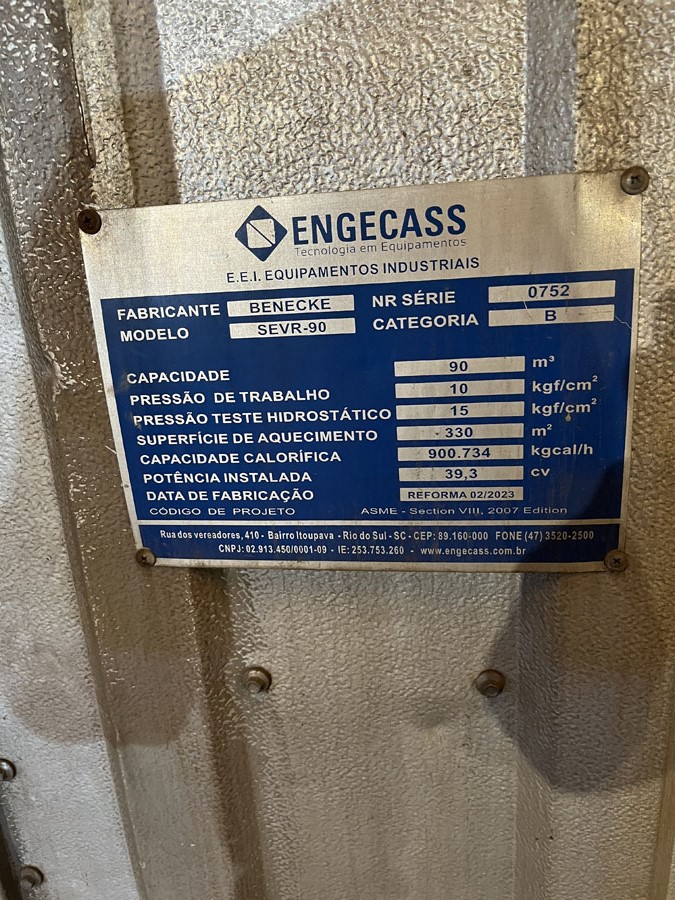 ENGECASS
Tecnologia em Equipamentos
E.E.I. EQUIPAMENTOS INDUSTRIAIS
FABRICANTE BENECKE NR SÉRIE 0752
MODELO SEVR-90 CATEGORIA B
CAPACIDADE 90 m³
PRESSÃO DE TRABALHO 10 kgf/cm²
PRESSÃO TESTE HIDROSTÁTICO 15 kgf/cm²
SUPERFÍCIE DE AQUECIMENTO 330 m²
CAPACIDADE CALORÍFICA 900.734 kgcal/h
POTÊNCIA INSTALADA 39,3 cv
DATA DE FABRICAÇÃO REFORMA 02/2023
CÓDIGO DE PROJETO ASME - Section VIII, 2007 Edition
Rua dos vereadores, 410 - Bairro Itoupava - Rio do Sul - SC - CEP: 89.160-000 FONE (47) 3520-2500
CNPJ: 02.913.450/0001-09 - IE: 253.753.260 - www.engecass.com.br